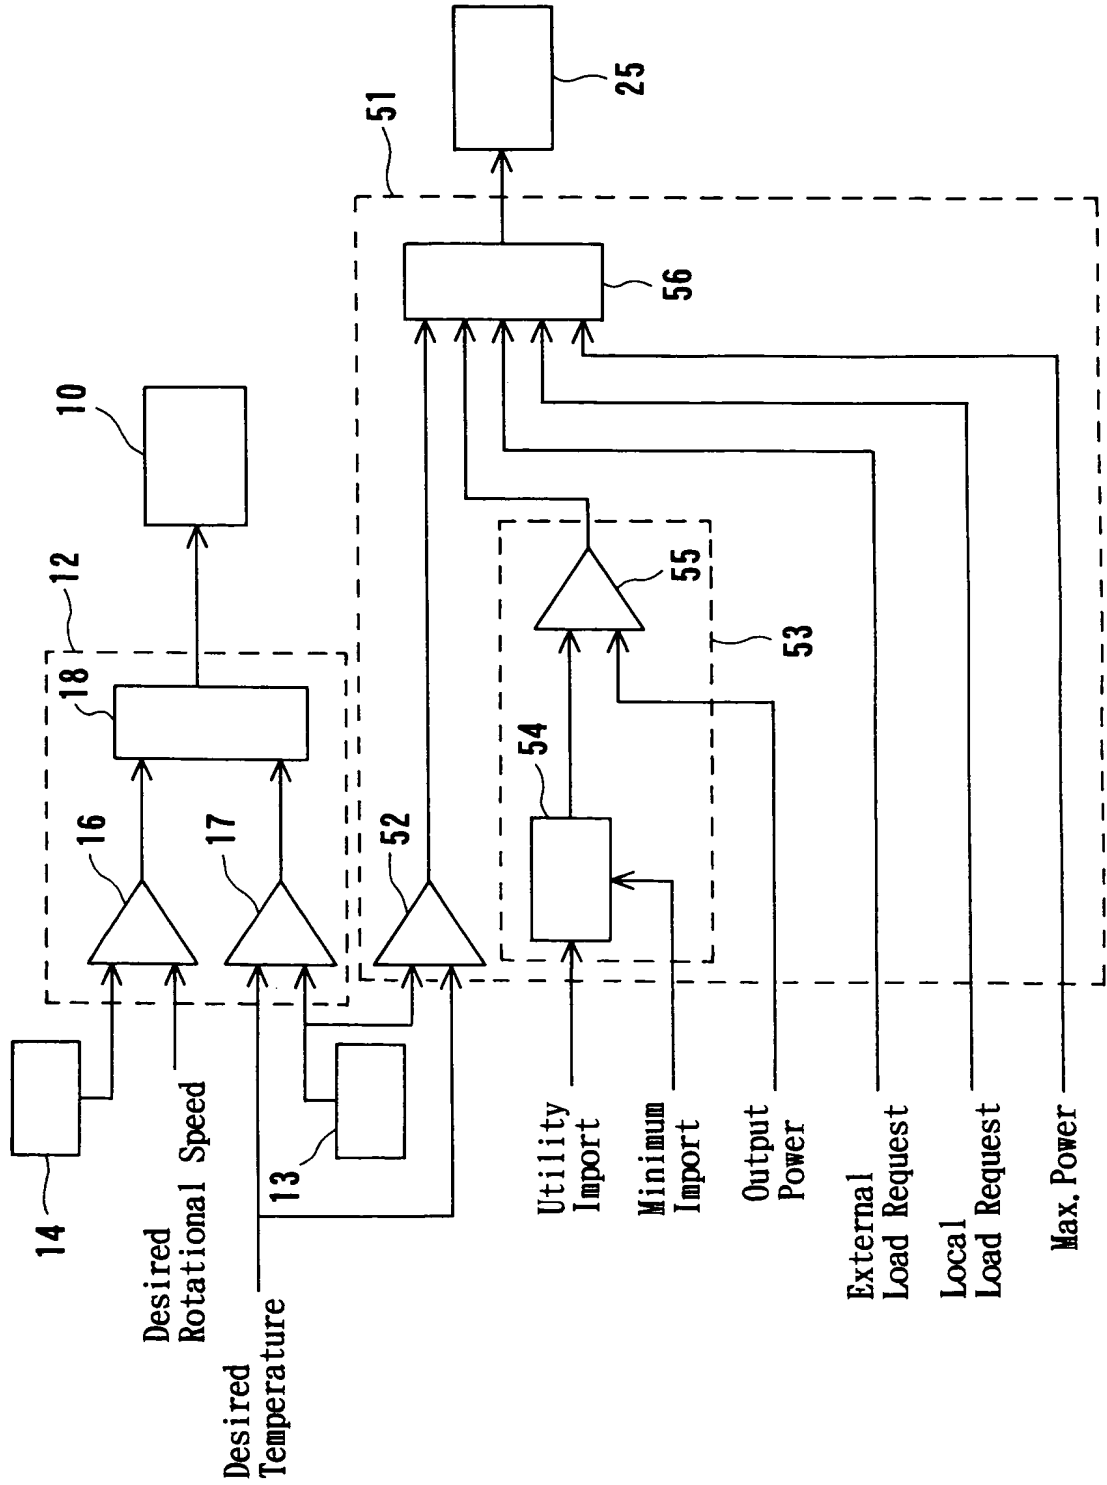 14
Desired
Rotational Speed
Desired
Temperature
13
12
18
16
17
10
52
51
54
55
53
56
25
Utility
Import
Minimum
Import
Output
Power
External
Load Request
Local
Load Request
Max. Power